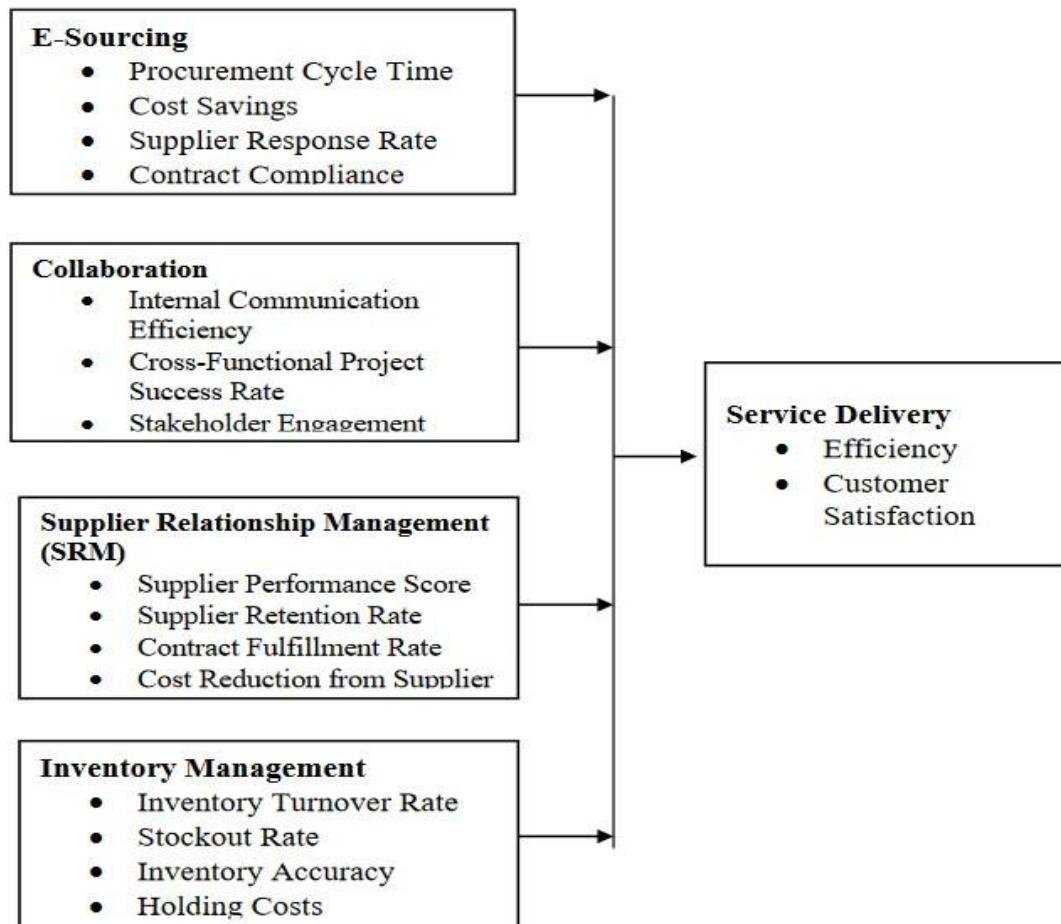 E-Sourcing
• Procurement Cycle Time
• Cost Savings
• Supplier Response Rate
• Contract Compliance
Collaboration
• Internal Communication
Efficiency
• Cross-Functional Project
Success Rate
• Stakeholder Engagement
Supplier Relationship Management
(SRM)
• Supplier Performance Score
• Supplier Retention Rate
• Contract Fulfillment Rate
• Cost Reduction from Supplier
Inventory Management
• Inventory Turnover Rate
• Stockout Rate
• Inventory Accuracy
• Holding Costs
Service Delivery
• Efficiency
• Customer
Satisfaction